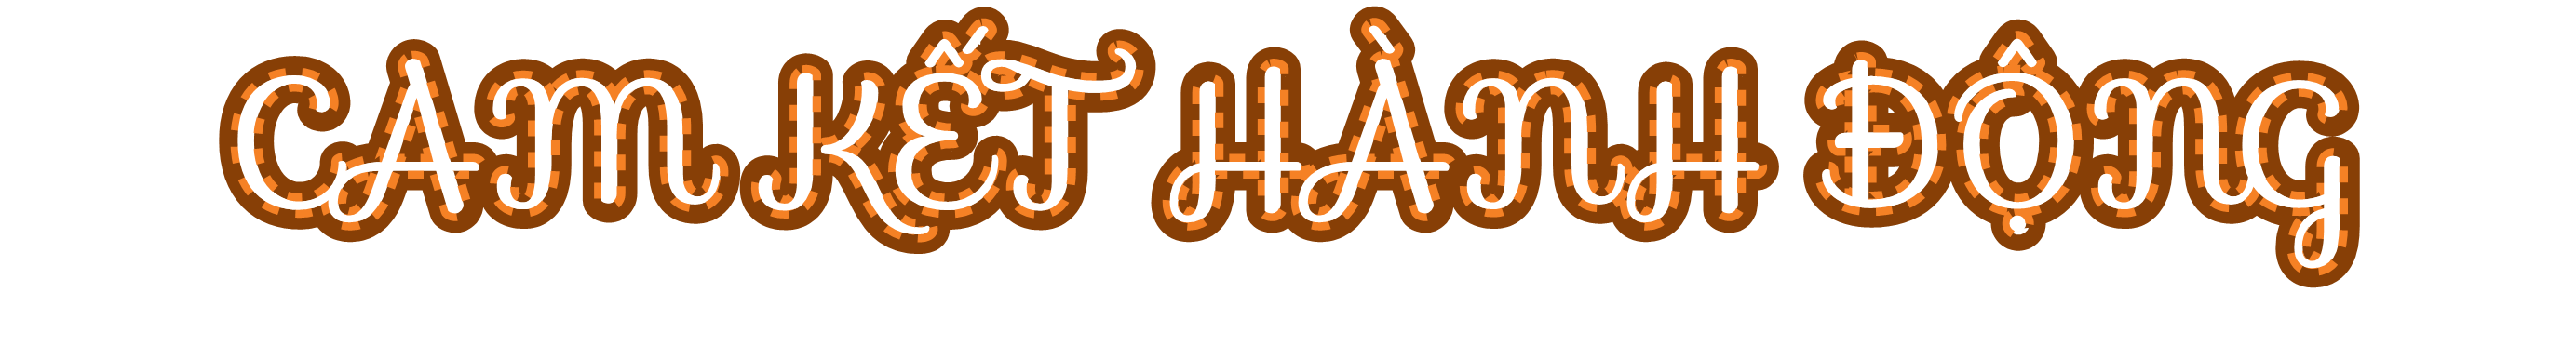 CAM KẾT HÀNH ĐỘNG